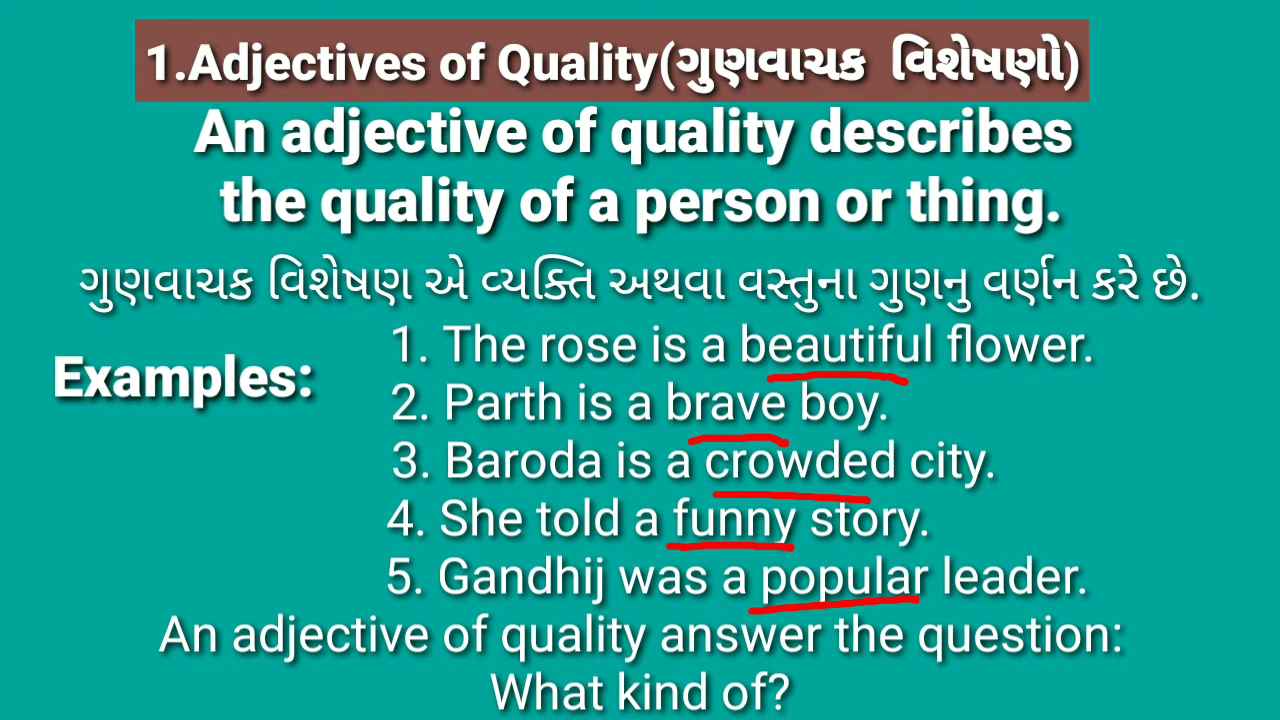 1.Adjectives of Quality(ગુણવાચક વિશેષણો)
An adjective of quality describes
the quality of a person or thing.
ગુણવાચક વિશેષણ એ વ્યક્તિ અથવા વસ્તુના ગુણનુ વર્ણન કરે છે.
Examples:
1. The rose is a beautiful flower.
2. Parth is a brave boy.
3. Baroda is a crowded city.
4. She told a funny story.
5. Gandhij was a popular leader.
An adjective of quality answer the question:
What kind of?